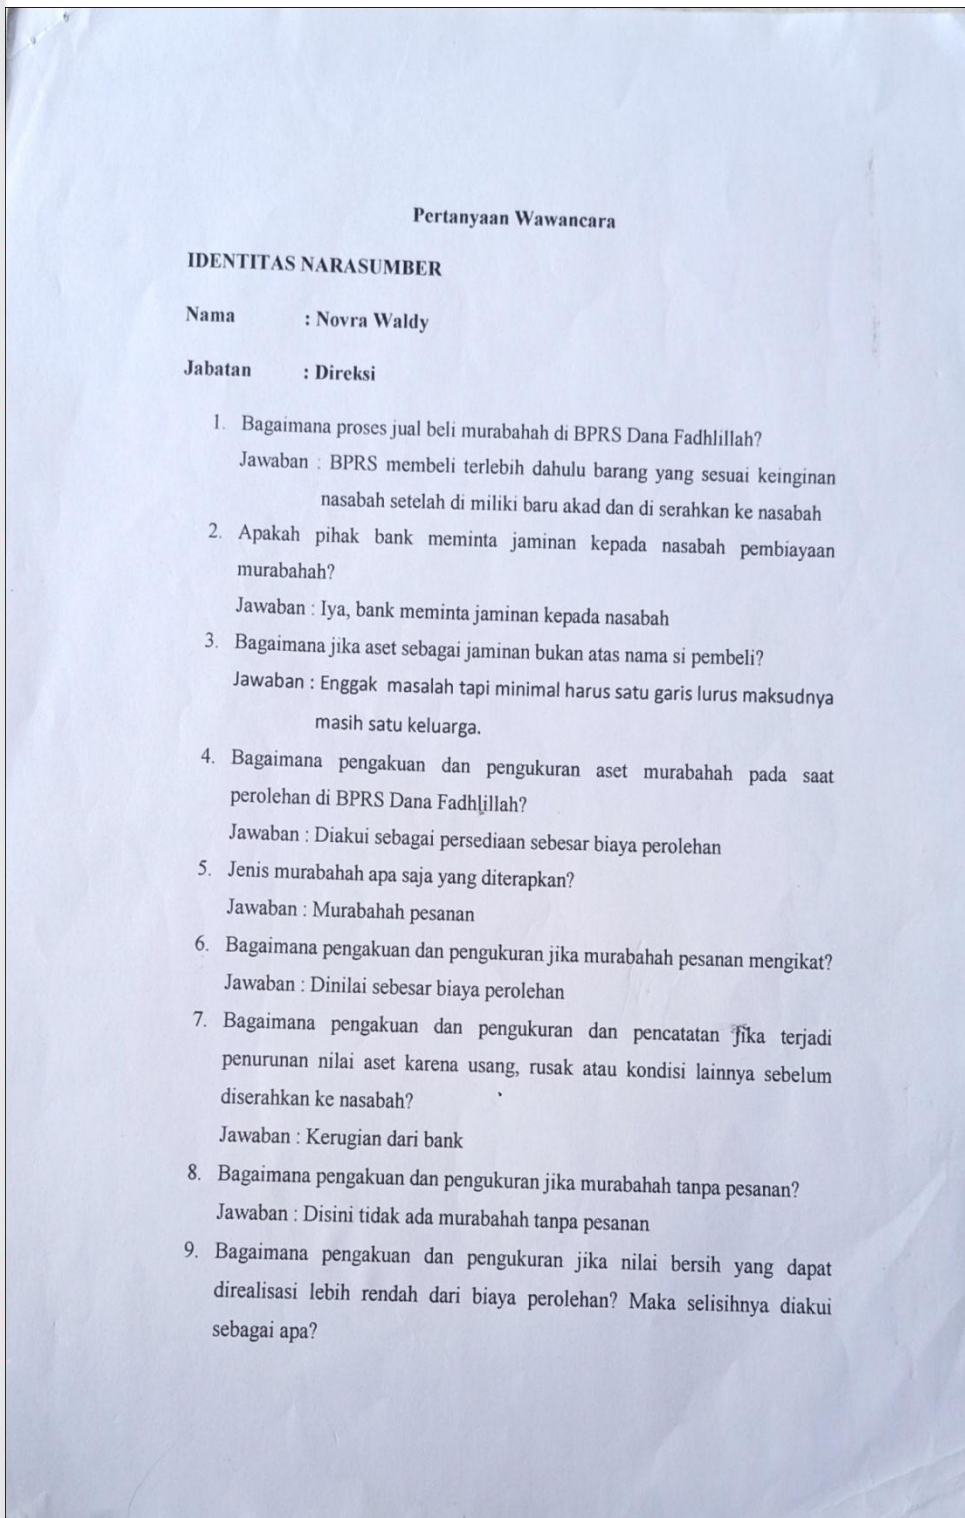 Pertanyaan Wawancara
IDENTITAS NARASUMBER
Nama : Novra Waldy
Jabatan : Direksi
1. Bagaimana proses jual beli murabahah di BPRS Dana Fadhlillah?
Jawaban : BPRS membeli terlebih dahulu barang yang sesuai keinginan
nasabah setelah di miliki baru akad dan di serahkan ke nasabah
2. Apakah pihak bank meminta jaminan kepada nasabah pembiayaan
murabahah?
Jawaban : Iya, bank meminta jaminan kepada nasabah
3. Bagaimana jika aset sebagai jaminan bukan atas nama si pembeli?
Jawaban : Enggak masalah tapi minimal harus satu garis lurus maksudnya
masih satu keluarga.
4. Bagaimana pengakuan dan pengukuran aset murabahah pada saat
perolehan di BPRS Dana Fadhlillah?
Jawaban : Diakui sebagai persediaan sebesar biaya perolehan
5. Jenis murabahah apa saja yang diterapkan?
Jawaban : Murabahah pesanan
6. Bagaimana pengakuan dan pengukuran jika murabahah pesanan mengikat?
Jawaban : Dinilai sebesar biaya perolehan
7. Bagaimana pengakuan dan pengukuran dan pencatatan jika terjadi
penurunan nilai aset karena usang, rusak atau kondisi lainnya sebelum
diserahkan ke nasabah?
Jawaban : Kerugian dari bank
8. Bagaimana pengakuan dan pengukuran jika murabahah tanpa pesanan?
Jawaban : Disini tidak ada murabahah tanpa pesanan
9. Bagaimana pengakuan dan pengukuran jika nilai bersih yang dapat
direalisasi lebih rendah dari biaya perolehan? Maka selisihnya diakui
sebagai apa?